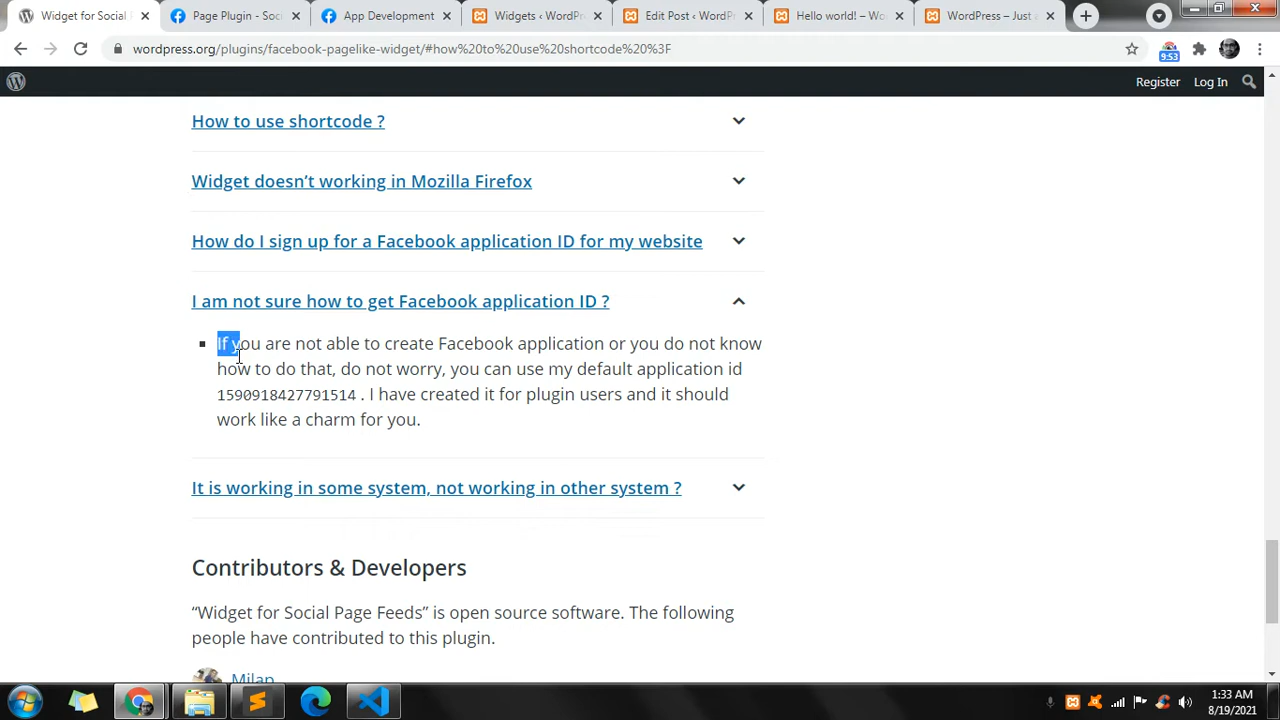 Widget for Social
Page Plugin - Soc
App Development
Widgets ‹ WordPr
Edit Post ‹ WordPr
Hello world! – Wo
WordPress – Just a
wordpress.org/plugins/facebook-pagelike-widget/#how%20to%20use%20shortcode%20%3F
9:53
Register
Log In
How to use shortcode ?
Widget doesn’t working in Mozilla Firefox
How do I sign up for a Facebook application ID for my website
I am not sure how to get Facebook application ID ?
If you are not able to create Facebook application or you do not know
how to do that, do not worry, you can use my default application id
1590918427791514 . I have created it for plugin users and it should
work like a charm for you.
It is working in some system, not working in other system ?
Contributors & Developers
“Widget for Social Page Feeds” is open source software. The following
people have contributed to this plugin.
Milap
1:33 AM
8/19/2021